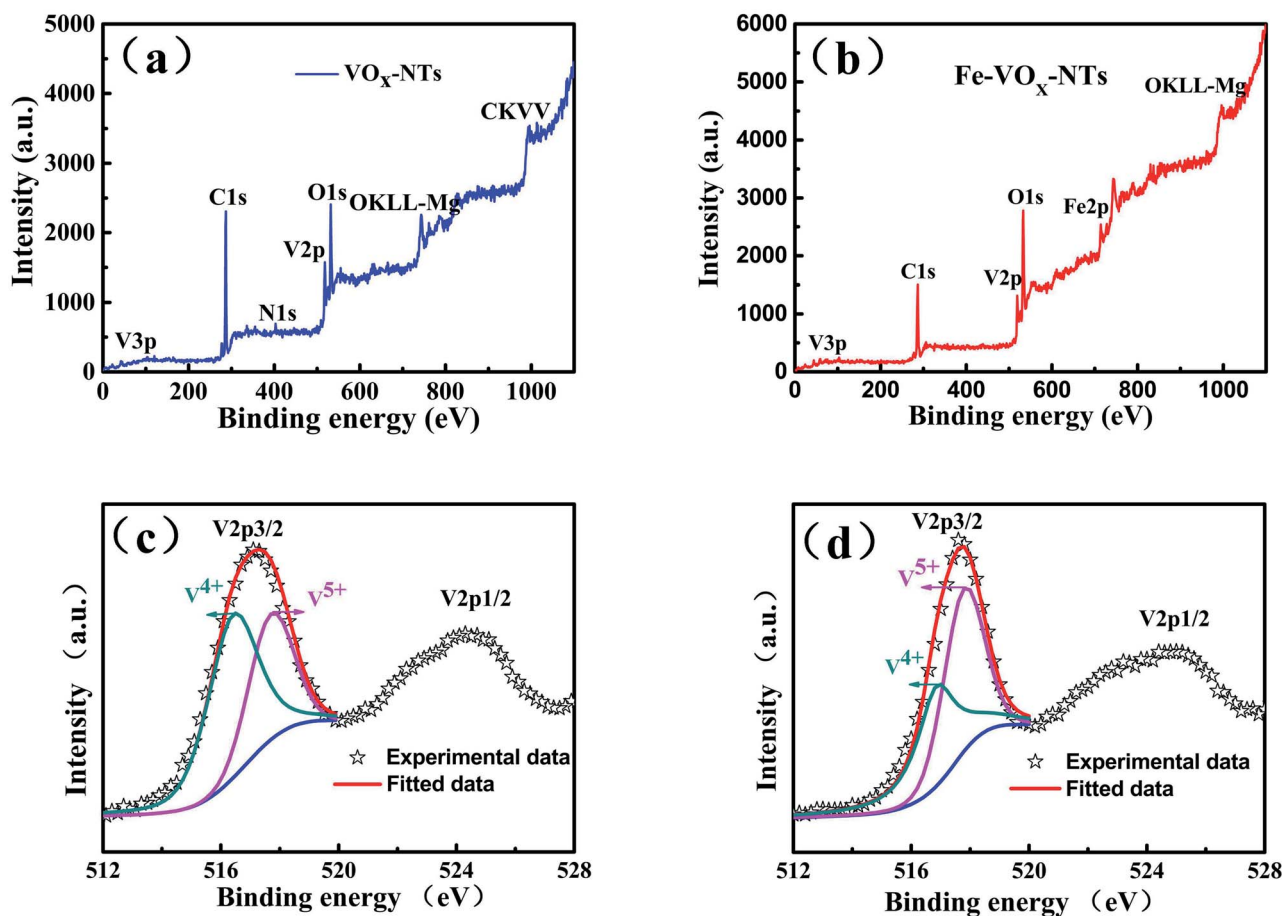 (a)
VOx-NTs
5000
4000
3000
2000
1000
0
Intensity (a.u.)
V3p
C1s
N1s
V2p
O1s
OKLL-Mg
CKVV
0 200 400 600 800 1000
Binding energy (eV)
(b)
Fe-VOx-NTs
6000
5000
4000
3000
2000
1000
0
Intensity (a.u.)
V3p
C1s
V2p
O1s
Fe2p
OKLL-Mg
0 200 400 600 800 1000
Binding energy (eV)
(c)
V2p3/2
V4+
V5+
V2p1/2
Intensity (a.u.)
Experimental data
Fitted data
512 516 520 524 528
Binding energy (eV)
(d)
V2p3/2
V5+
V4+
V2p1/2
Intensity (a.u.)
Experimental data
Fitted data
512 516 520 524 528
Binding energy (eV)